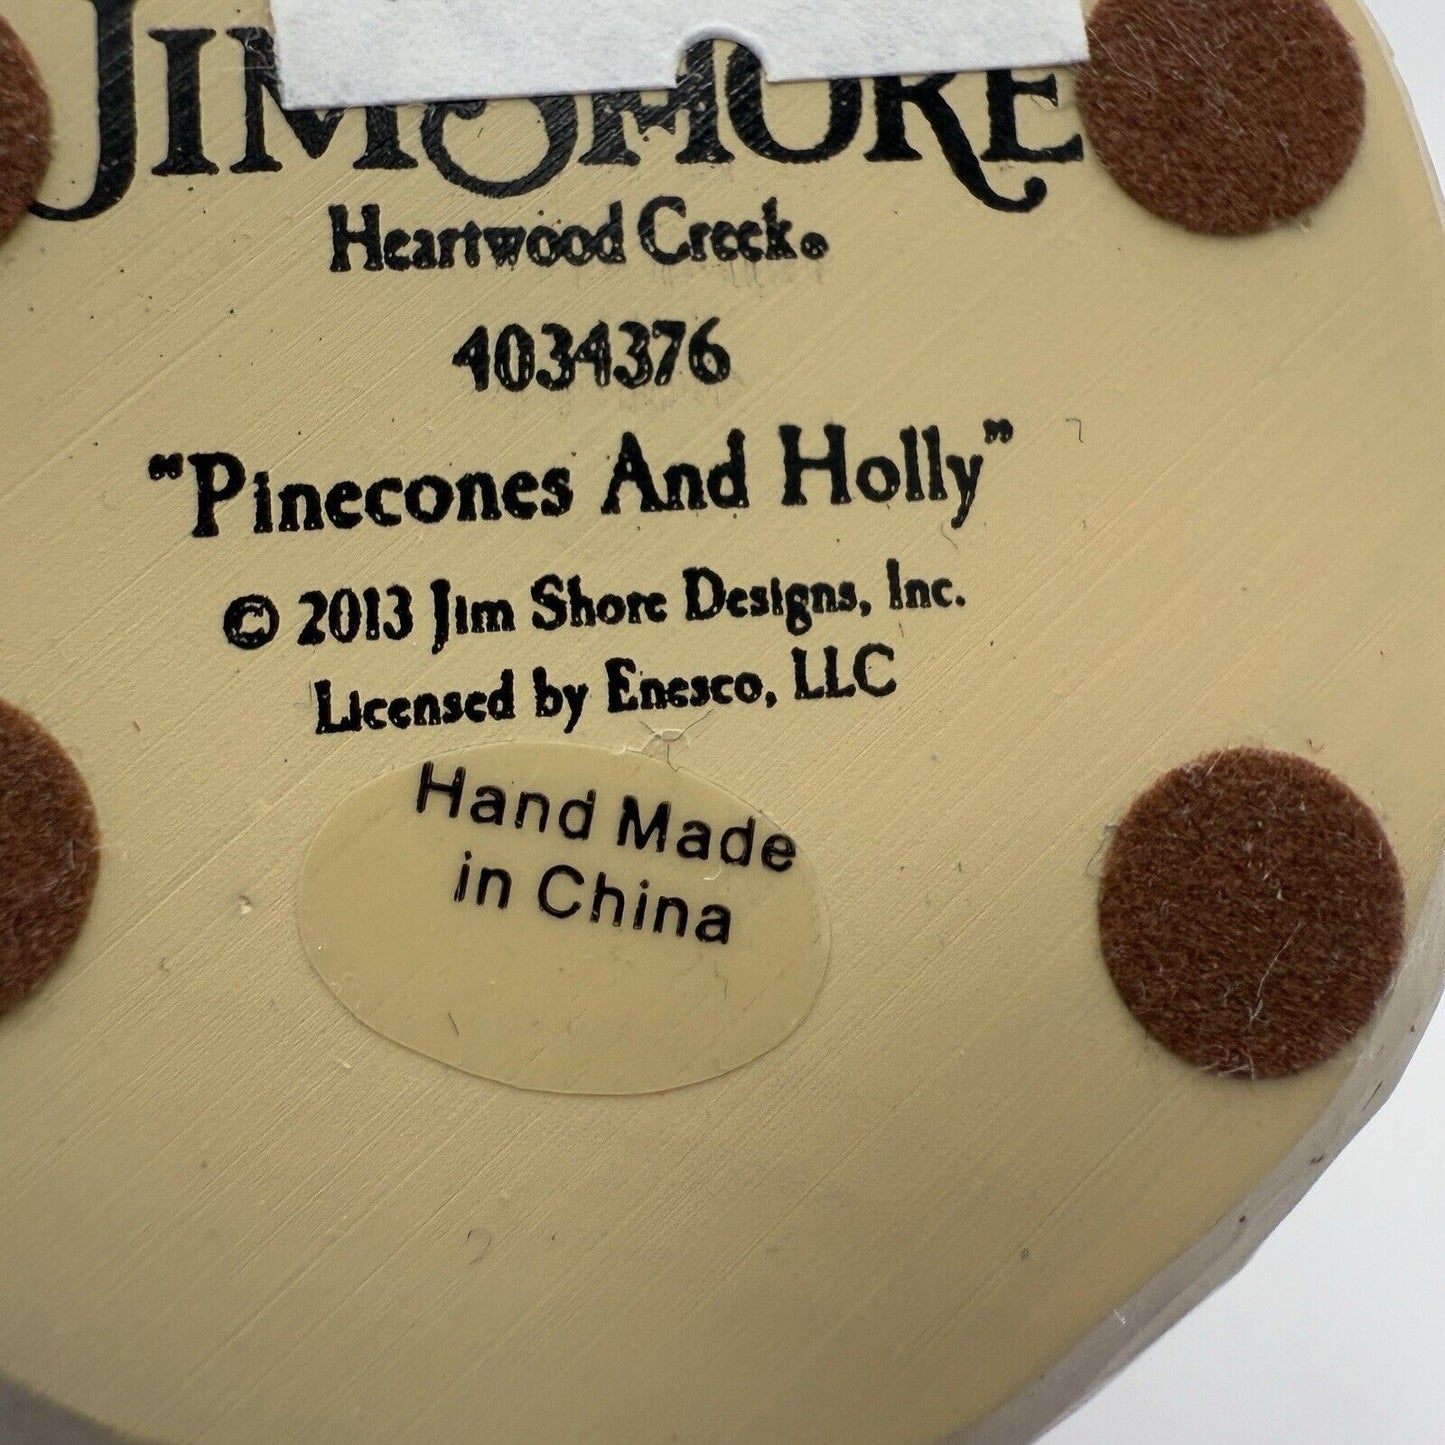 JIM SHORE
Heartwood Creek®
4034376
“Pinecones And Holly”
© 2013 Jim Shore Designs, Inc.
Licensed by Enesco, LLC
Hand Made
in China